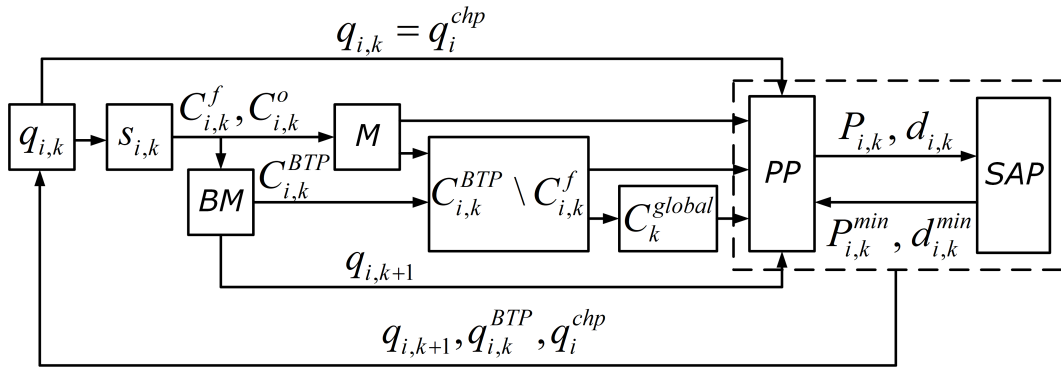 q_{i,k} = q_i^{chp}
q_{i,k}
s_{i,k}
C_{i,k}^f, C_{i,k}^o
M
BM
C_{i,k}^{BTP}
C_{i,k}^{BTP} \ C_{i,k}^f
C_k^{global}
PP
P_{i,k}, d_{i,k}
SAP
P_{i,k}^{min}, d_{i,k}^{min}
q_{i,k+1}
q_{i,k+1}, q_{i,k}^{BTP}, q_i^{chp}